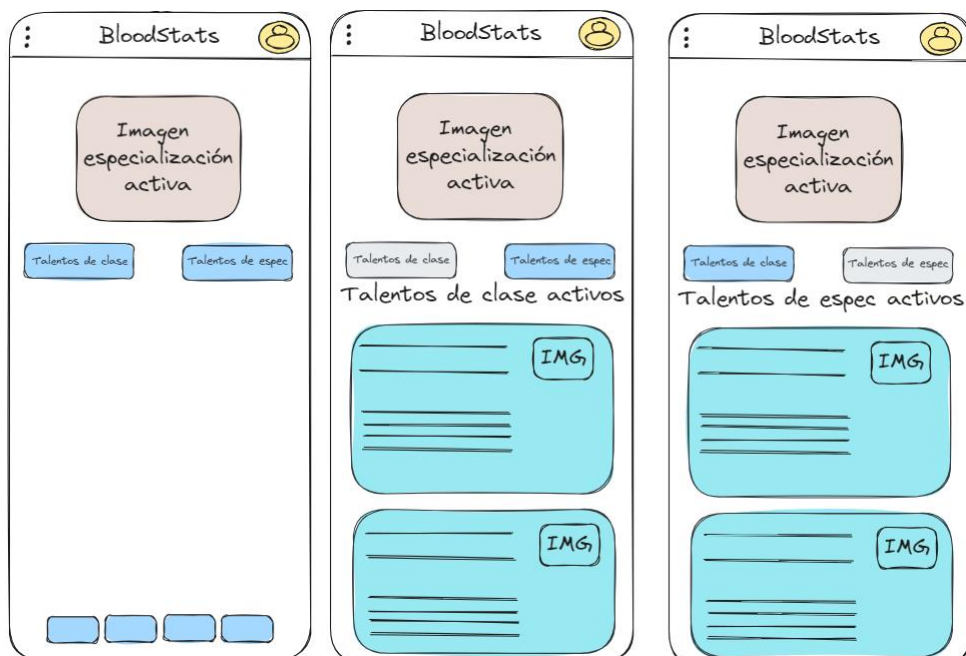 BloodStats
Imagen
especialización
activa
Talentos de clase
Talentos de espec
BloodStats
Imagen
especialización
activa
Talentos de clase
Talentos de espec
Talentos de clase activos
IMG
IMG
BloodStats
Imagen
especialización
activa
Talentos de clase
Talentos de espec
Talentos de espec activos
IMG
IMG